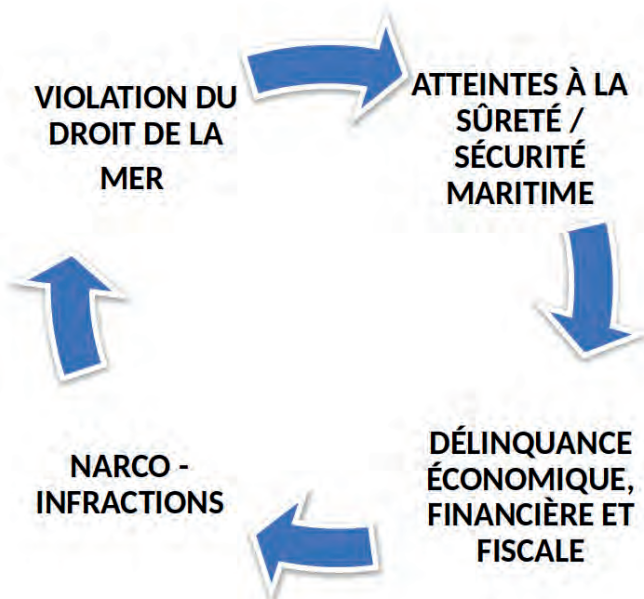 VIOLATION DU
DROIT DE LA
MER
ATTEINTES À LA
SÛRETÉ /
SÉCURITÉ
MARITIME
DÉLINQUANCE
ÉCONOMIQUE,
FINANCIÈRE ET
FISCALE
NARCO -
INFRACTIONS